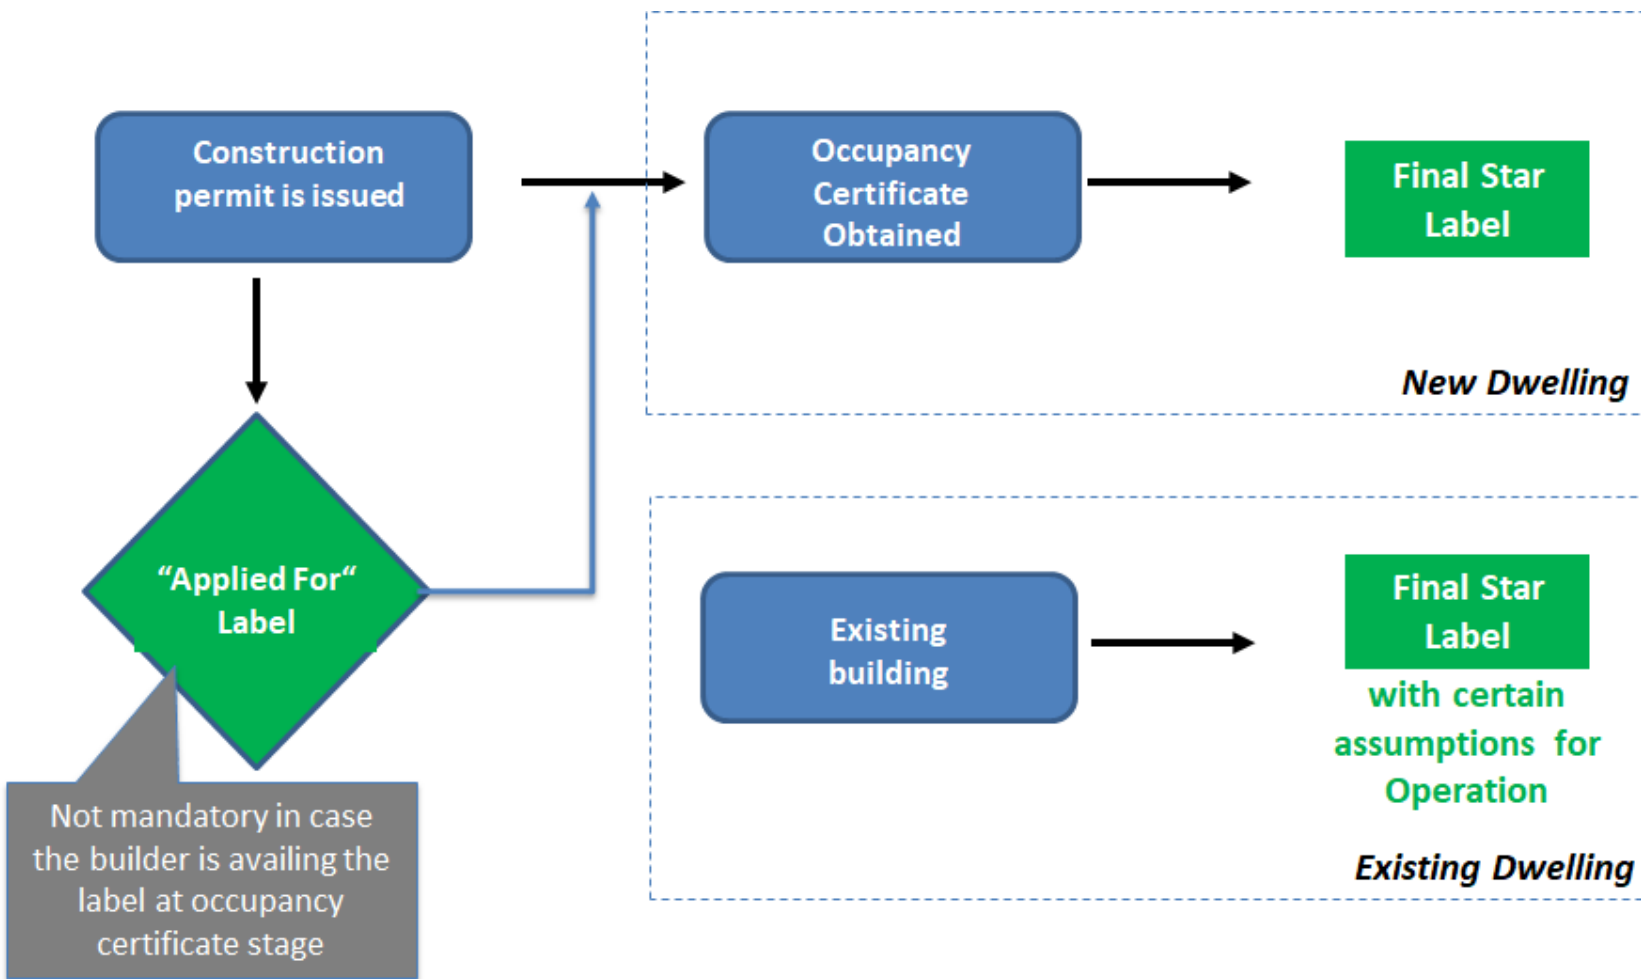 Construction
permit is issued
Occupancy
Certificate
Obtained
Final Star
Label
New Dwelling
“Applied For“
Label
Not mandatory in case
the builder is availing the
label at occupancy
certificate stage
Existing
building
Final Star
Label
with certain
assumptions for
Operation
Existing Dwelling